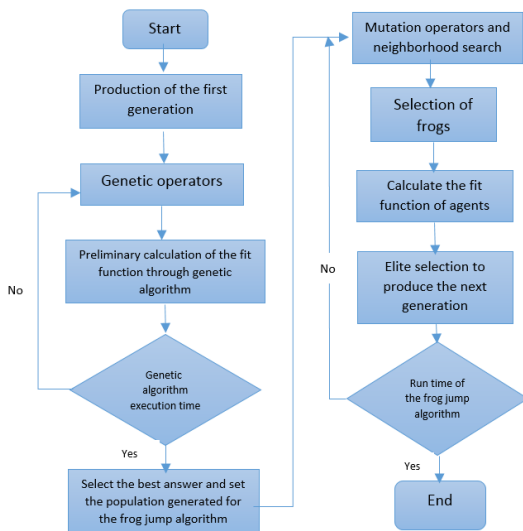 Start
Production of the first
generation
Genetic operators
Preliminary calculation of the fit
function through genetic
algorithm
No
Genetic
algorithm
execution time
Yes
Select the best answer and set
the population generated for
the frog jump algorithm
Mutation operators and
neighborhood search
Selection of
frogs
Calculate the fit
function of agents
No
Elite selection to
produce the next
generation
Run time of
the frog jump
algorithm
Yes
End